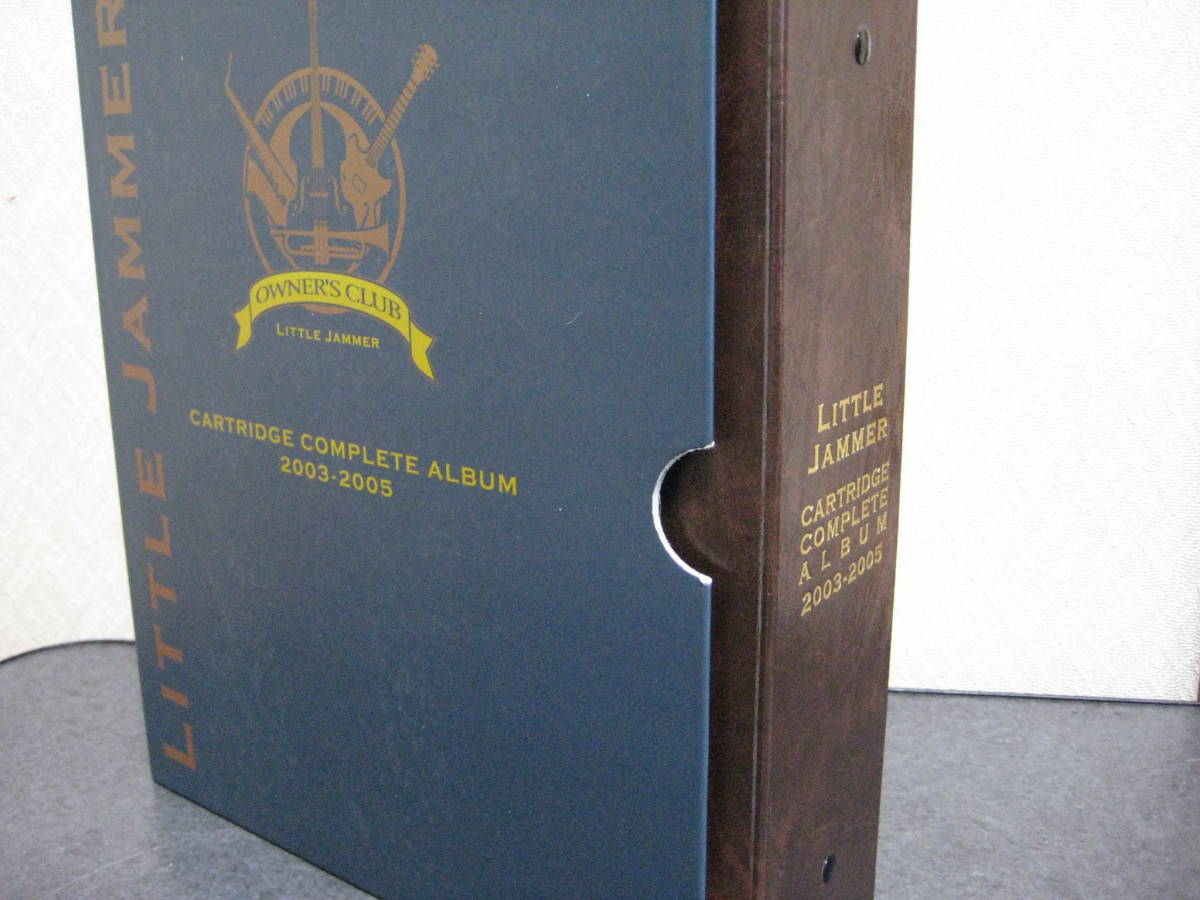 LITTLE JAMMER
OWNER'S CLUB
LITTLE JAMMER
CARTRIDGE COMPLETE ALBUM
2003-2005
LITTLE
JAMMER
CARTRIDGE
COMPLETE
ALBUM
2003-2005